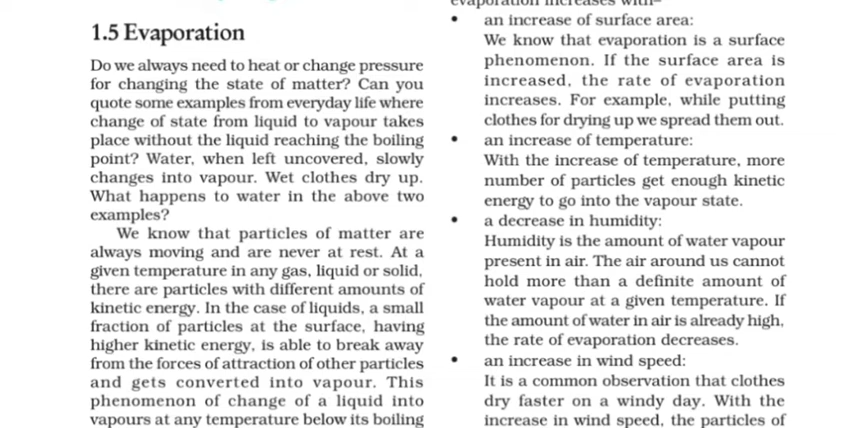 1.5 Evaporation
Do we always need to heat or change pressure
for changing the state of matter? Can you
quote some examples from everyday life where
change of state from liquid to vapour takes
place without the liquid reaching the boiling
point? Water, when left uncovered, slowly
changes into vapour. Wet clothes dry up.
What happens to water in the above two
examples?
We know that particles of matter are
always moving and are never at rest. At a
given temperature in any gas, liquid or solid,
there are particles with different amounts of
kinetic energy. In the case of liquids, a small
fraction of particles at the surface, having
higher kinetic energy, is able to break away
from the forces of attraction of other particles
and gets converted into vapour. This
phenomenon of change of a liquid into
vapours at any temperature below its boiling
evaporation increases with–
• an increase of surface area:
We know that evaporation is a surface
phenomenon. If the surface area is
increased, the rate of evaporation
increases. For example, while putting
clothes for drying up we spread them out.
• an increase of temperature:
With the increase of temperature, more
number of particles get enough kinetic
energy to go into the vapour state.
• a decrease in humidity:
Humidity is the amount of water vapour
present in air. The air around us cannot
hold more than a definite amount of
water vapour at a given temperature. If
the amount of water in air is already high,
the rate of evaporation decreases.
• an increase in wind speed:
It is a common observation that clothes
dry faster on a windy day. With the
increase in wind speed, the particles of